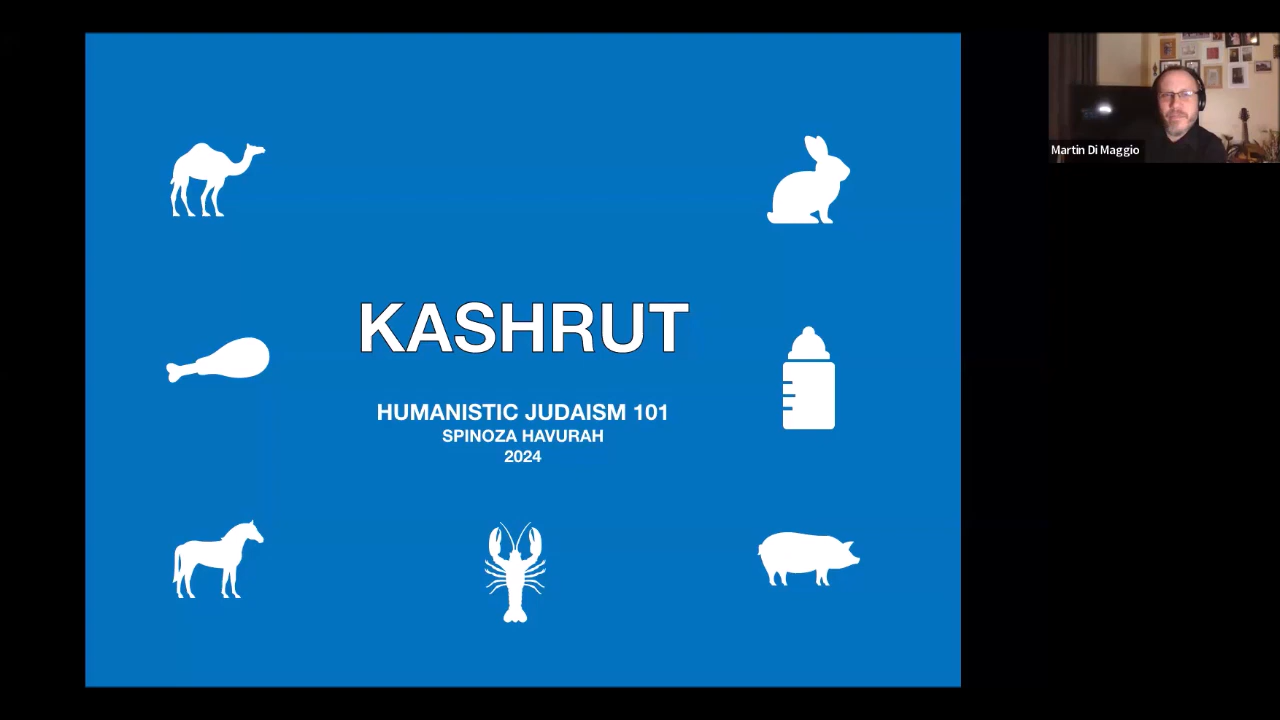 KASHRUT
HUMANISTIC JUDAISM 101
SPINOZA HAVURAH
2024
Martin Di Maggio